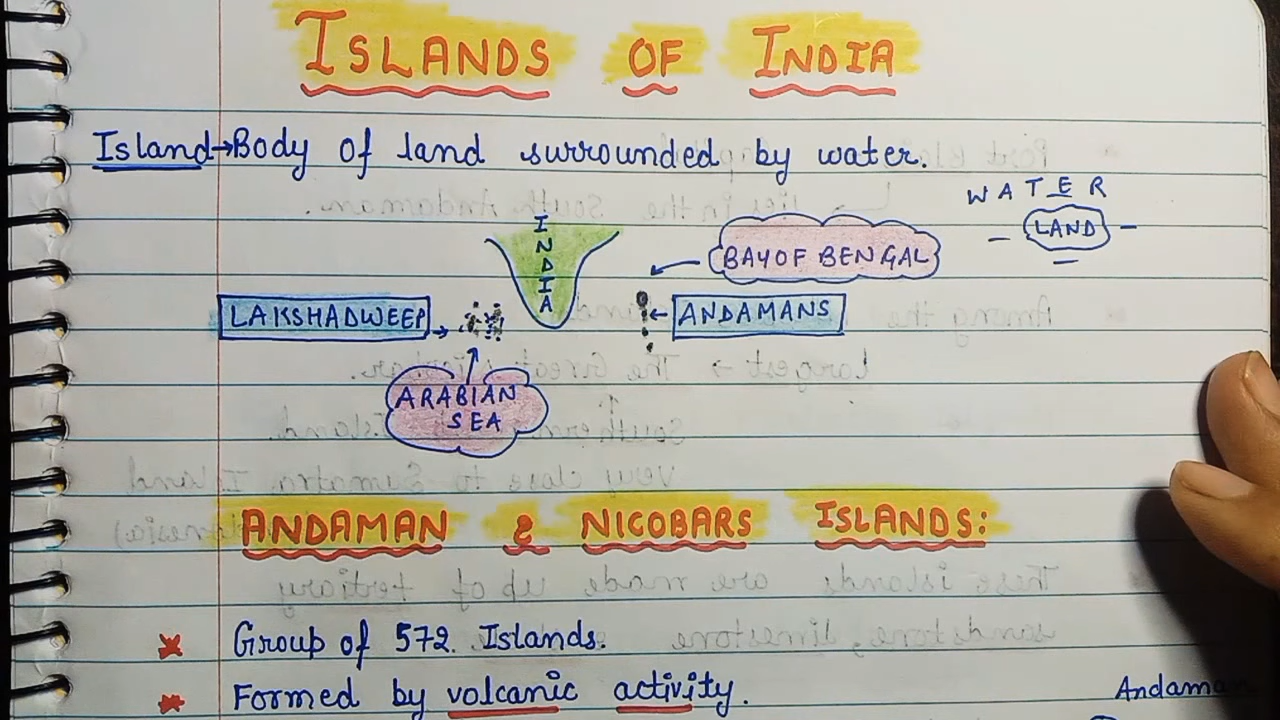 ISLANDS OF INDIA
Island→Body of land surrounded by water.
WATER
LAND
INDIA
BAY OF BENGAL
LAKSHADWEEP
ANDAMANS
ARABIAN
SEA
ANDAMAN & NICOBARS ISLANDS:
Group of 572 Islands.
Formed by volcanic activity.
Andaman